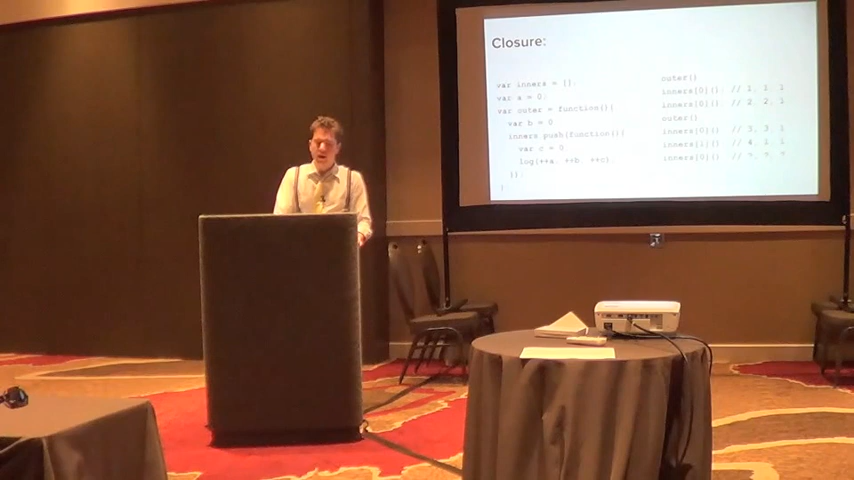 Closure:
var inners = [];
var a = 0;
var outer = function(){
var b = 0
inners.push(function(){
var c = 0
log(++a, ++b, ++c);
});
}
outer()
inners[0]() // 1, 1, 1
inners[0]() // 2, 2, 1
outer()
inners[0]() // 3, 3, 1
inners[1]() // 4, 1, 1
inners[0]() // ?, ?, ?